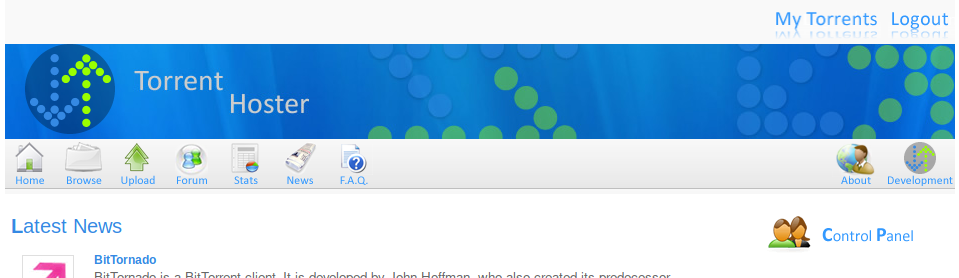 My Torrents Logout
Torrent
Hoster
Home Browse Upload Forum Stats News F.A.Q. About Development
Latest News
Control Panel
BitTornado
BitTornado is a BitTorrent client. It is developed by John Hoffman, who also created its predecessor,